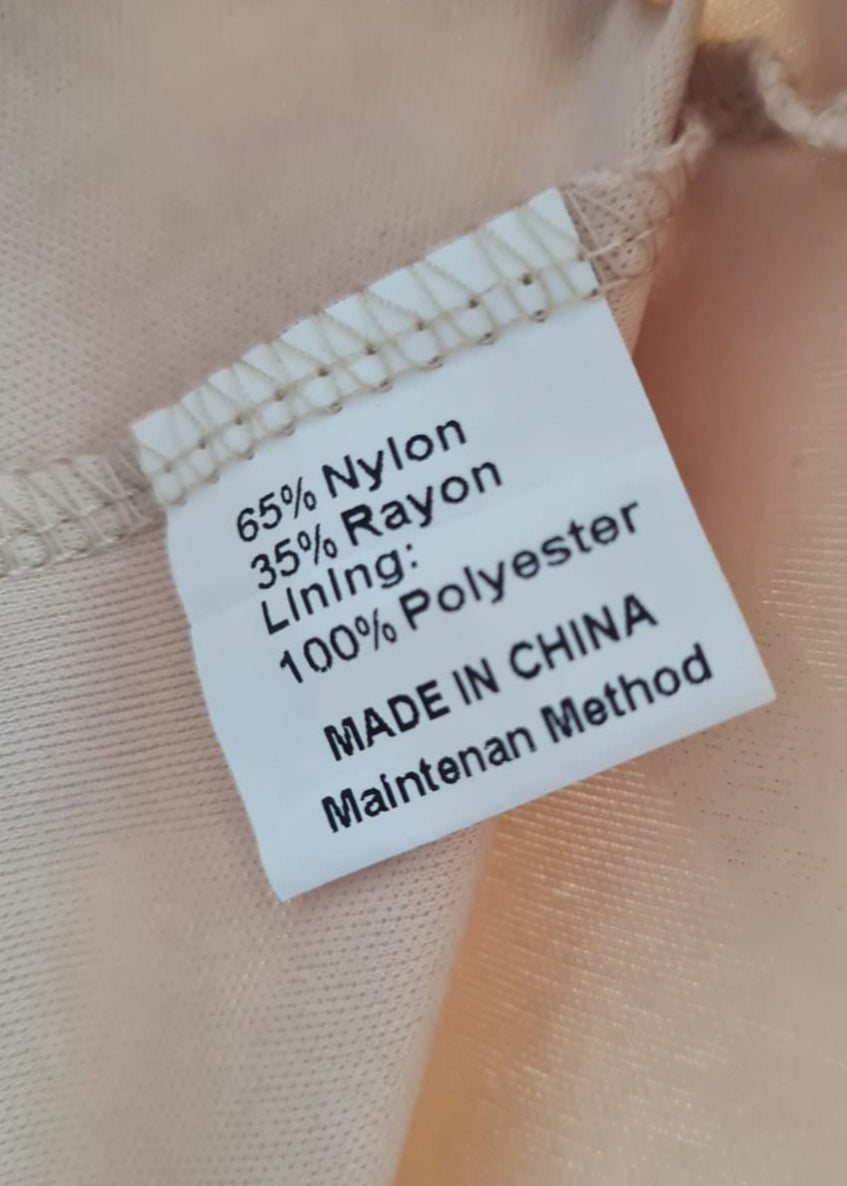 65% Nylon
35% Rayon
Lining:
100% Polyester
MADE IN CHINA
Maintenan Method